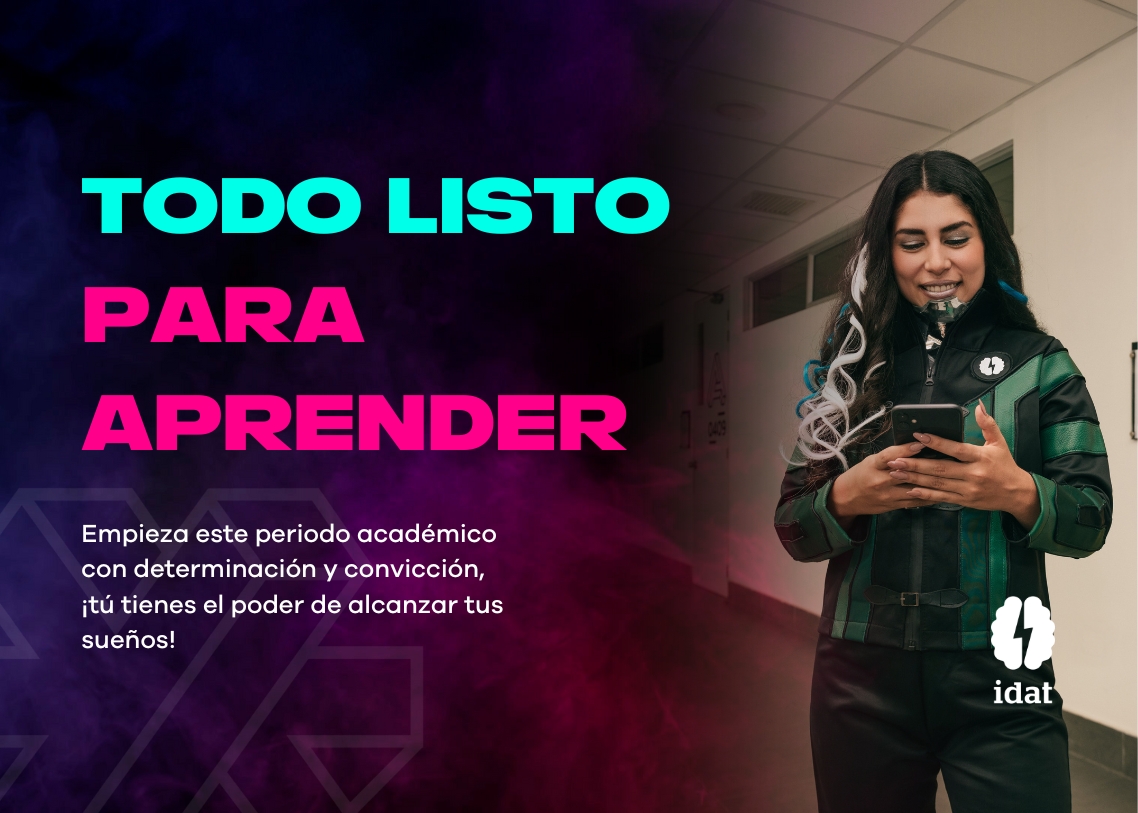 TODO LISTO
PARA
APRENDER
Empieza este periodo académico
con determinación y convicción,
¡tú tienes el poder de alcanzar tus
sueños!
idat